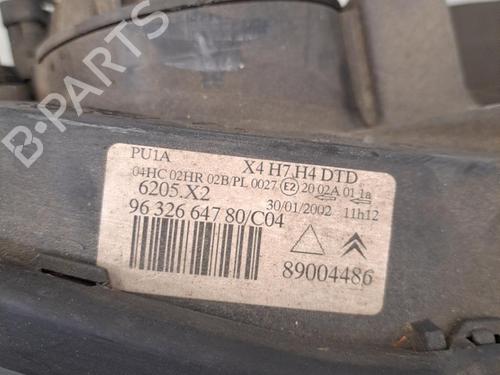 B-PARTS
PU1A X4 H7 H4 DTD
04HC 02HR 02B/PL 0027 E2 20 02A 01 1a
6205.X2 30/01/2002 11h12
96 326 647 80/C04
89004486